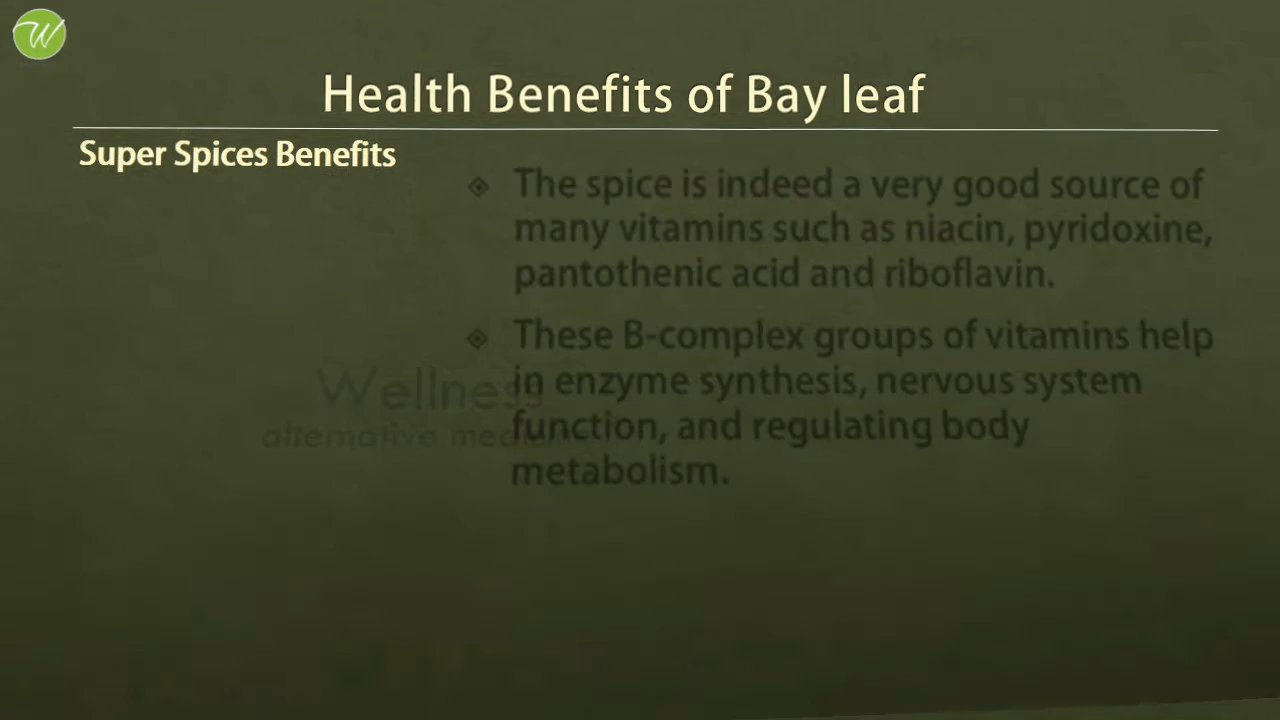 W
Health Benefits of Bay leaf
Super Spices Benefits
The spice is indeed a very good source of
many vitamins such as niacin, pyridoxine,
pantothenic acid and riboflavin.
These B-complex groups of vitamins help
in enzyme synthesis, nervous system
function, and regulating body
metabolism.
Wellness
alternative